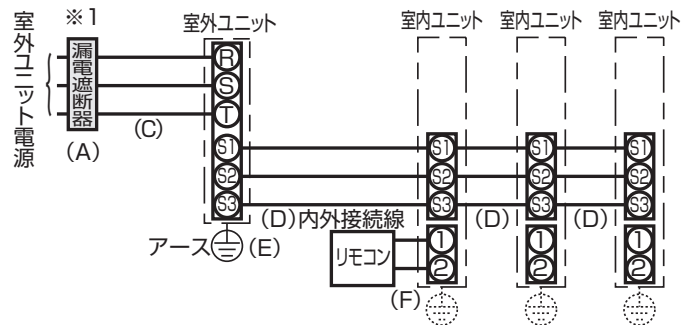 ※1
室外ユニット電源
漏電遮断器
(A)
(C)
室外ユニット
R
S
T
S1
S2
S3
アース
(E)
(D)内外接続線
リモコン
(F)
室内ユニット
S1
S2
S3
1
2
(D)
室内ユニット
S1
S2
S3
1
2
(D)
室内ユニット
S1
S2
S3
1
2